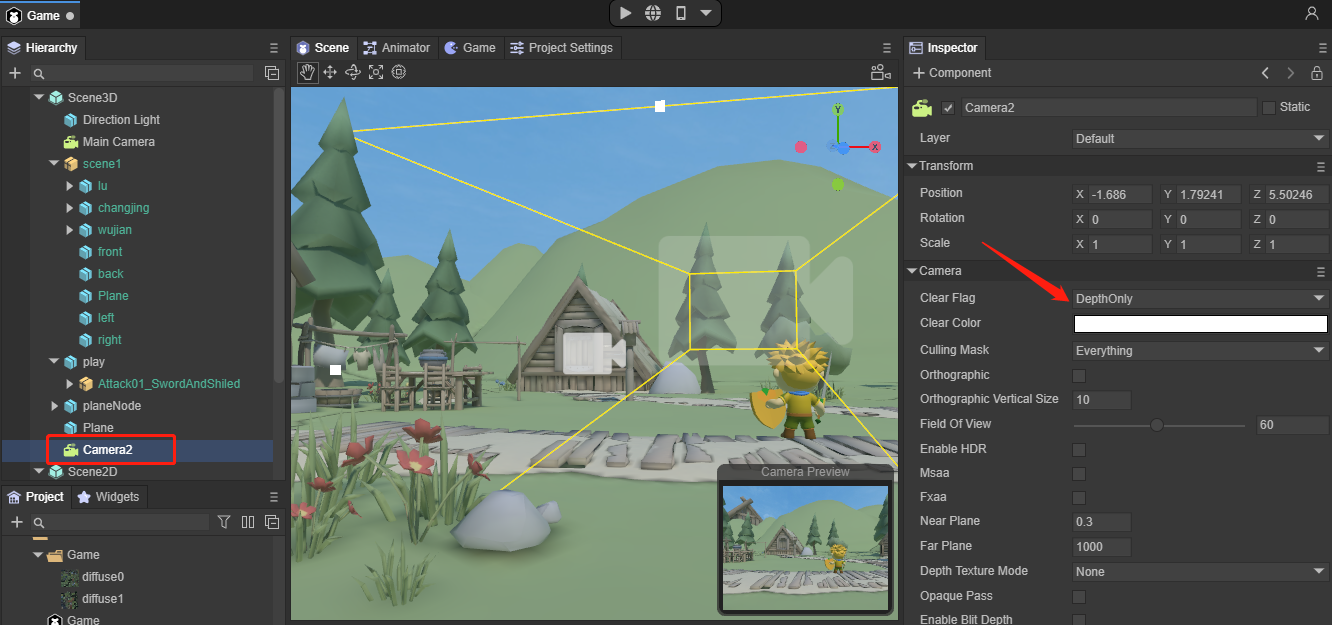 Game
Hierarchy
Scene3D
Direction Light
Main Camera
scene1
lu
changjing
wujian
front
back
Plane
left
right
play
Attack01_SwordAndShiled
planeNode
Plane
Camera2
Scene2D
Project Widgets
Game
diffuse0
diffuse1
Game
Scene Animator Game Project Settings
Y
X
Camera Preview
Inspector
Component
Camera2 Static
Layer Default
Transform
Position X -1.686 Y 1.79241 Z 5.50246
Rotation X 0 Y 0 Z 0
Scale X 1 Y 1 Z 1
Camera
Clear Flag DepthOnly
Clear Color
Culling Mask Everything
Orthographic
Orthographic Vertical Size 10
Field Of View 60
Enable HDR
Msaa
Fxaa
Near Plane 0.3
Far Plane 1000
Depth Texture Mode None
Opaque Pass
Enable Blit Depth